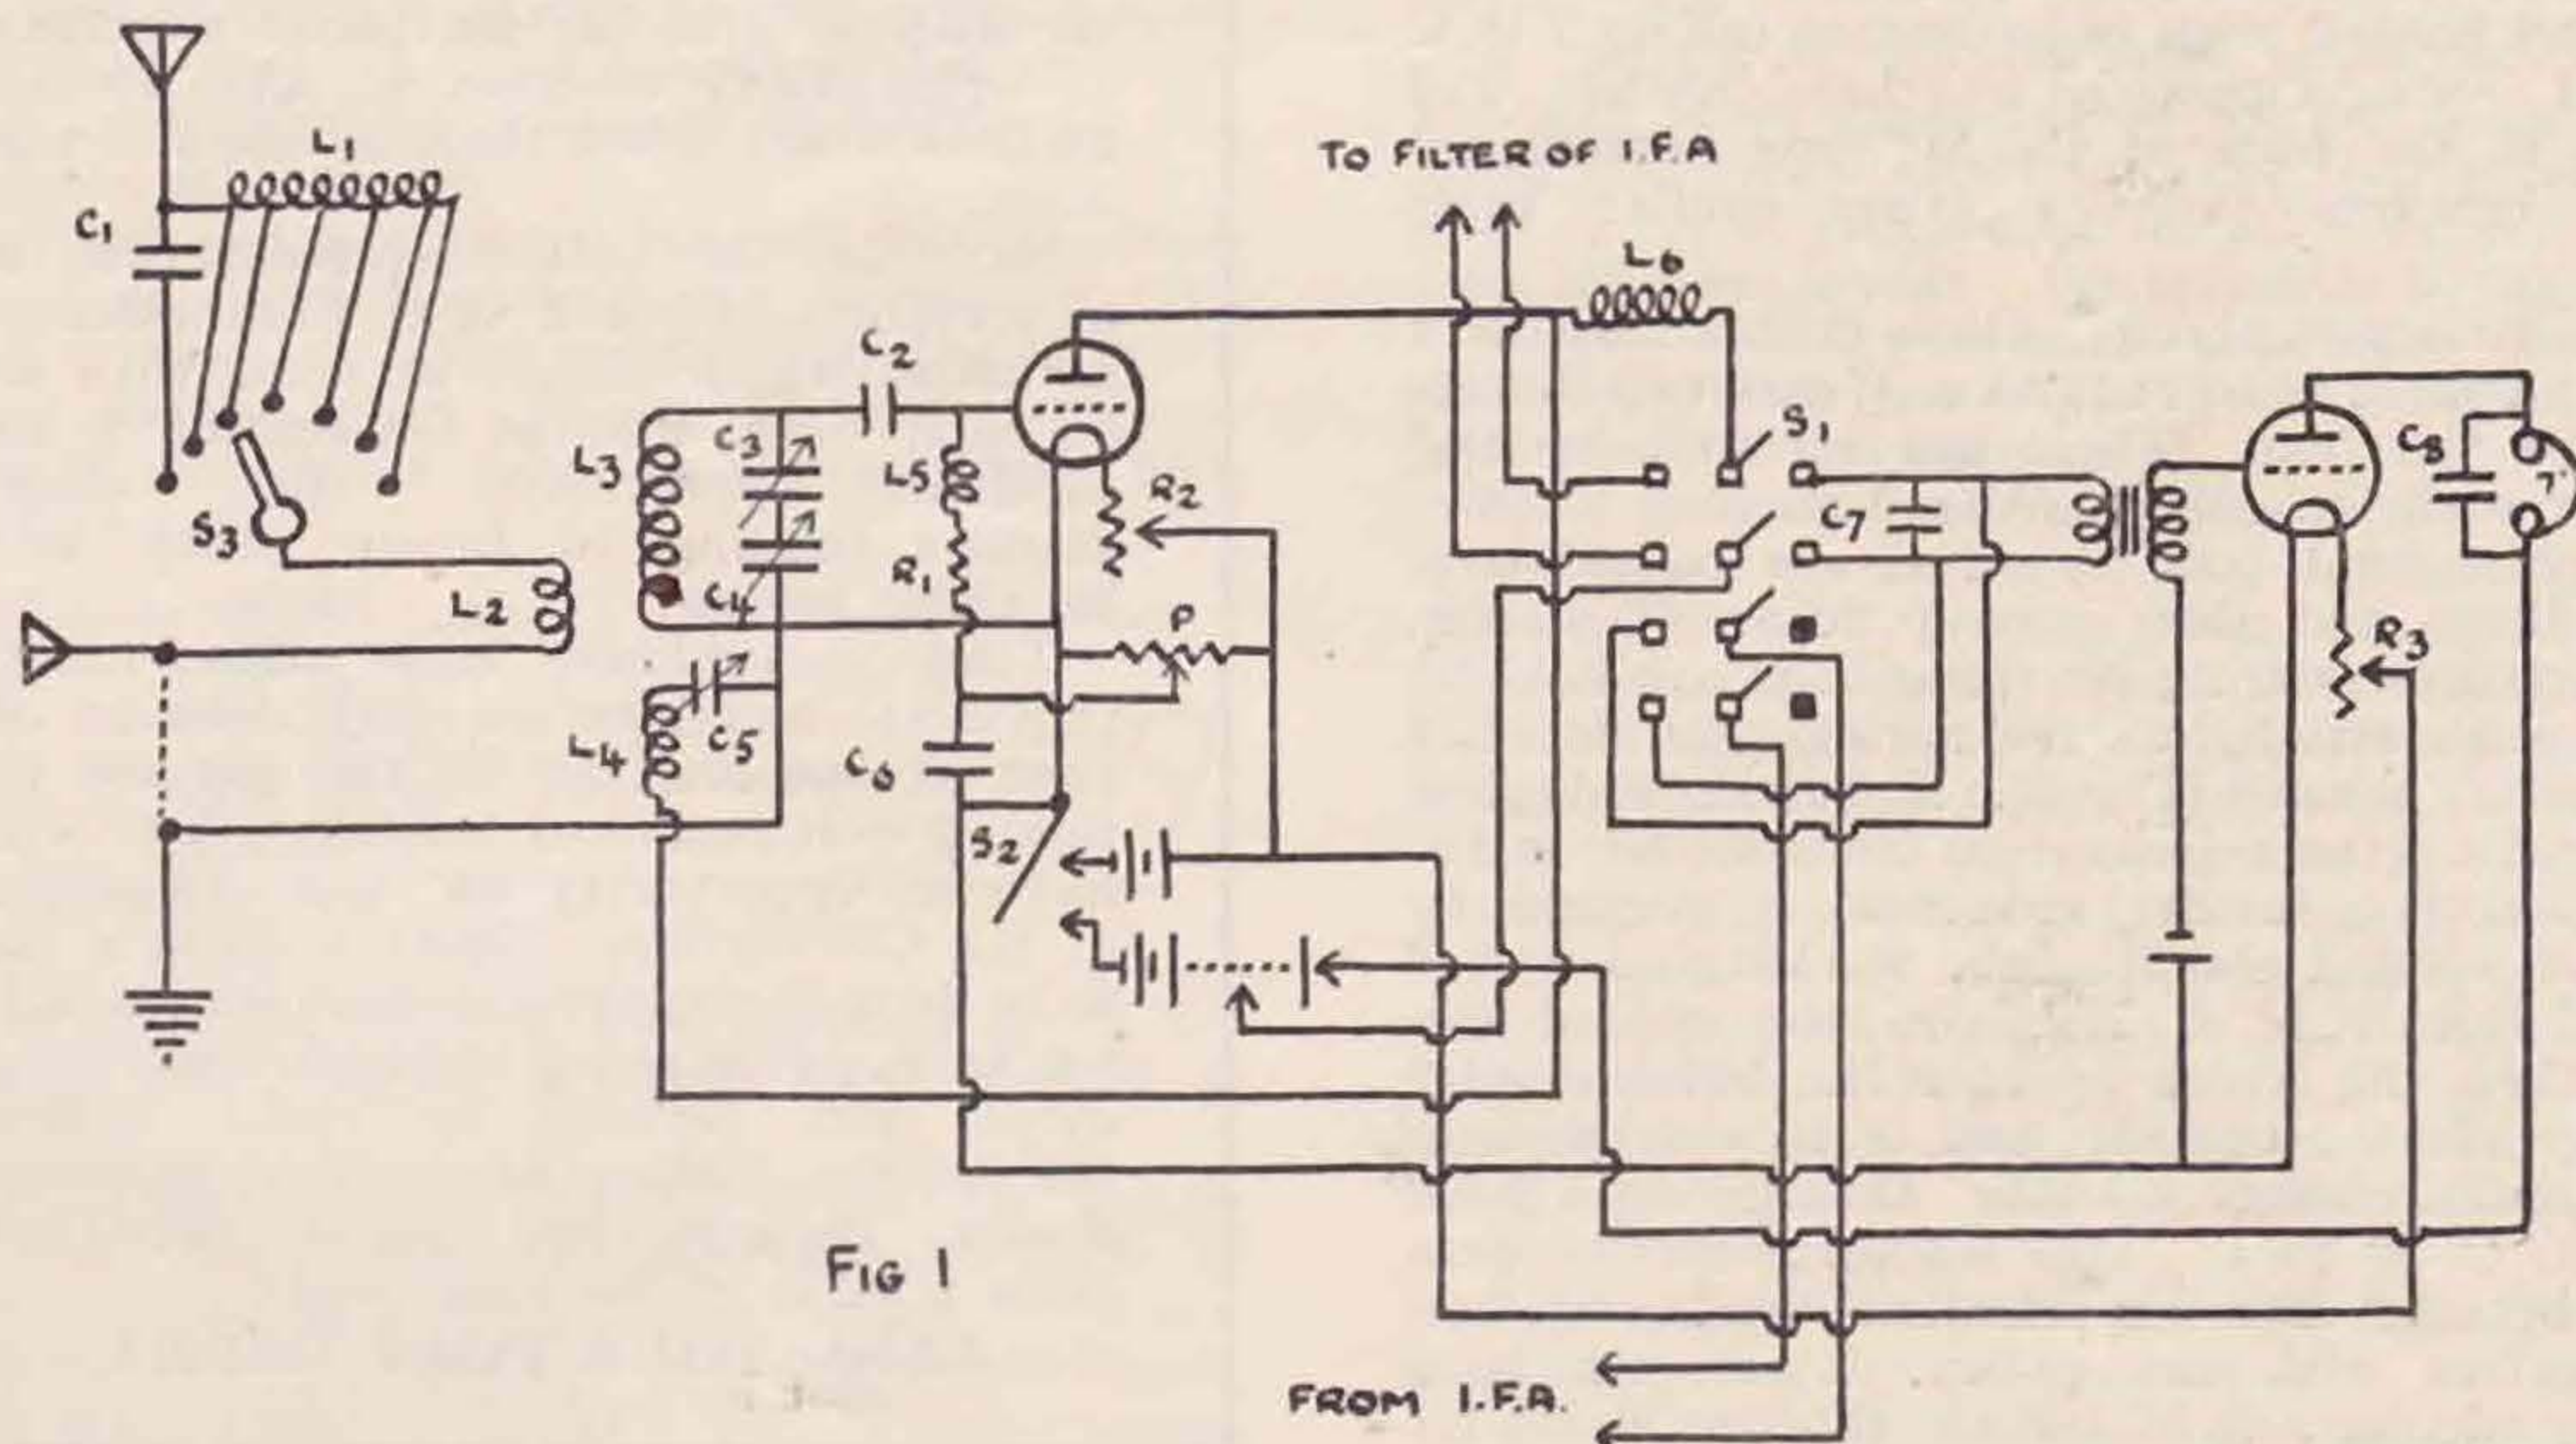 L1
C1
TO FILTER OF I.F.A
L6
C2
S1
C3
L3
L5
R2
C8
T
S3
C7
R1
C4
L2
P
R3
C5
L4
C6
S2
FIG 1
FROM I.F.A.